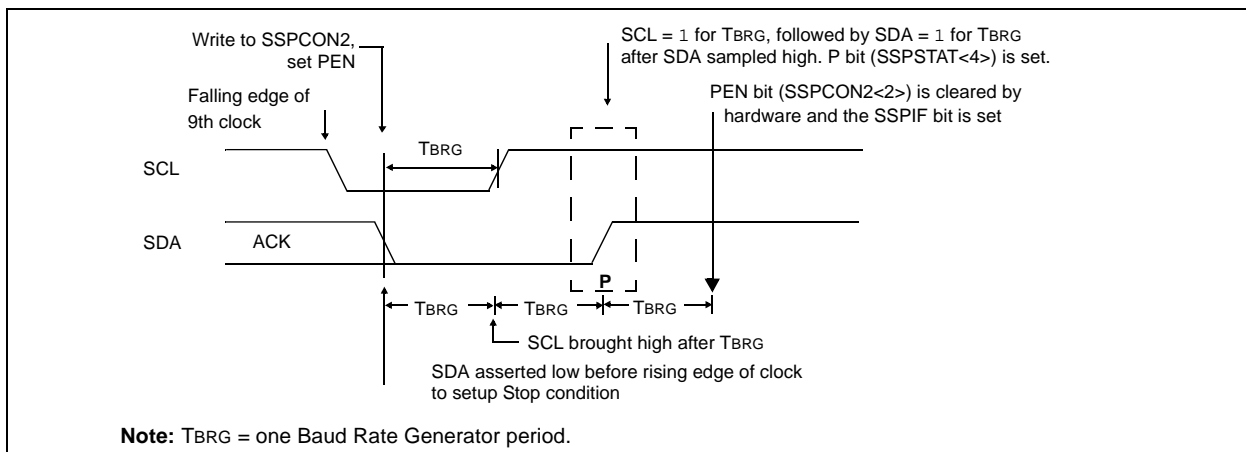 Write to SSPCON2,
set PEN
SCL = 1 for TBRG, followed by SDA = 1 for TBRG
after SDA sampled high. P bit (SSPSTAT<4>) is set.
Falling edge of
9th clock
PEN bit (SSPCON2<2>) is cleared by
hardware and the SSPIF bit is set
TBRG
SCL
SDA
ACK
P
TBRG
TBRG
TBRG
SCL brought high after TBRG
SDA asserted low before rising edge of clock
to setup Stop condition
Note: TBRG = one Baud Rate Generator period.